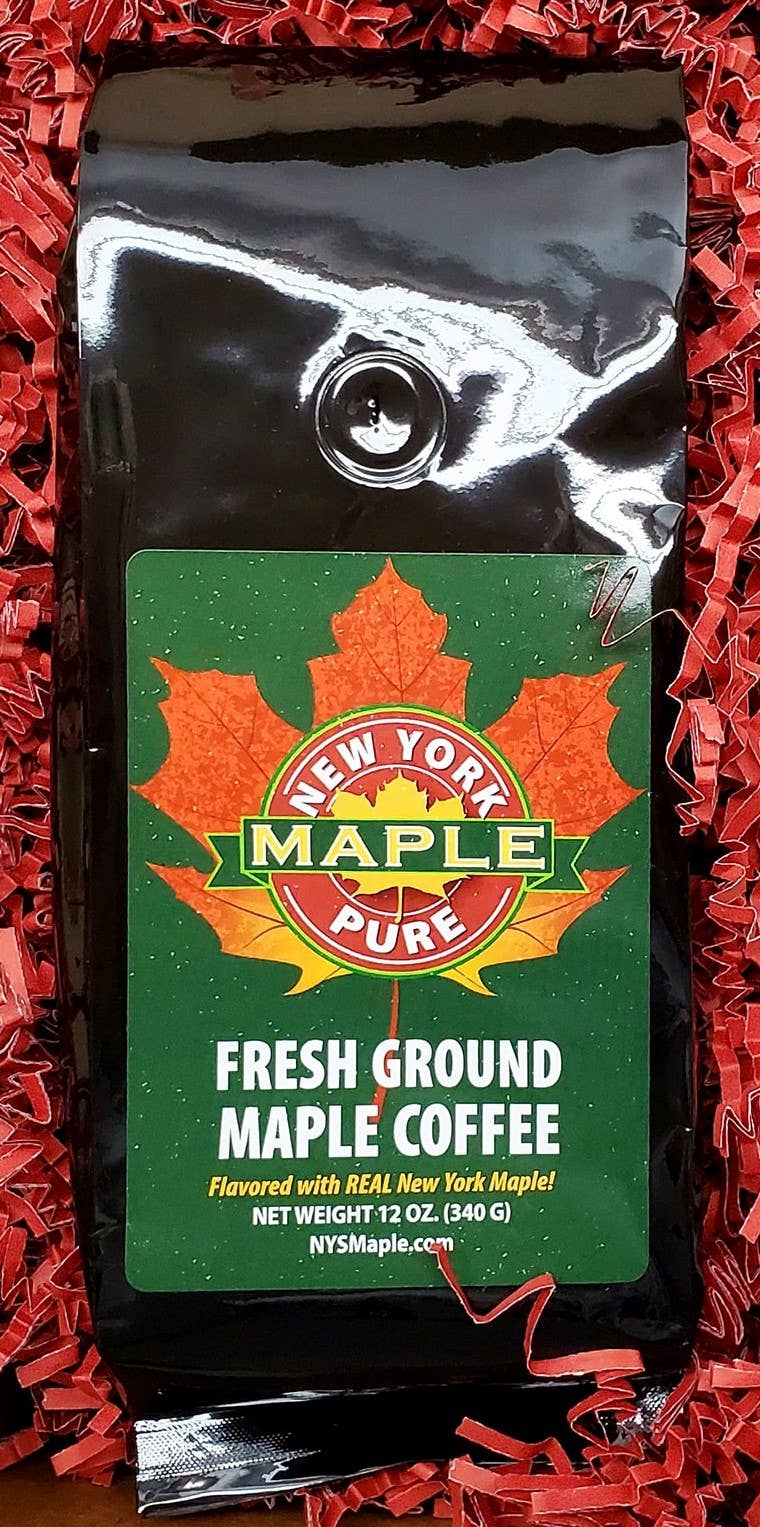 NEW YORK
MAPLE
PURE
FRESH GROUND
MAPLE COFFEE
Flavored with REAL New York Maple!
NET WEIGHT 12 OZ. (340 G)
NYSMaple.com